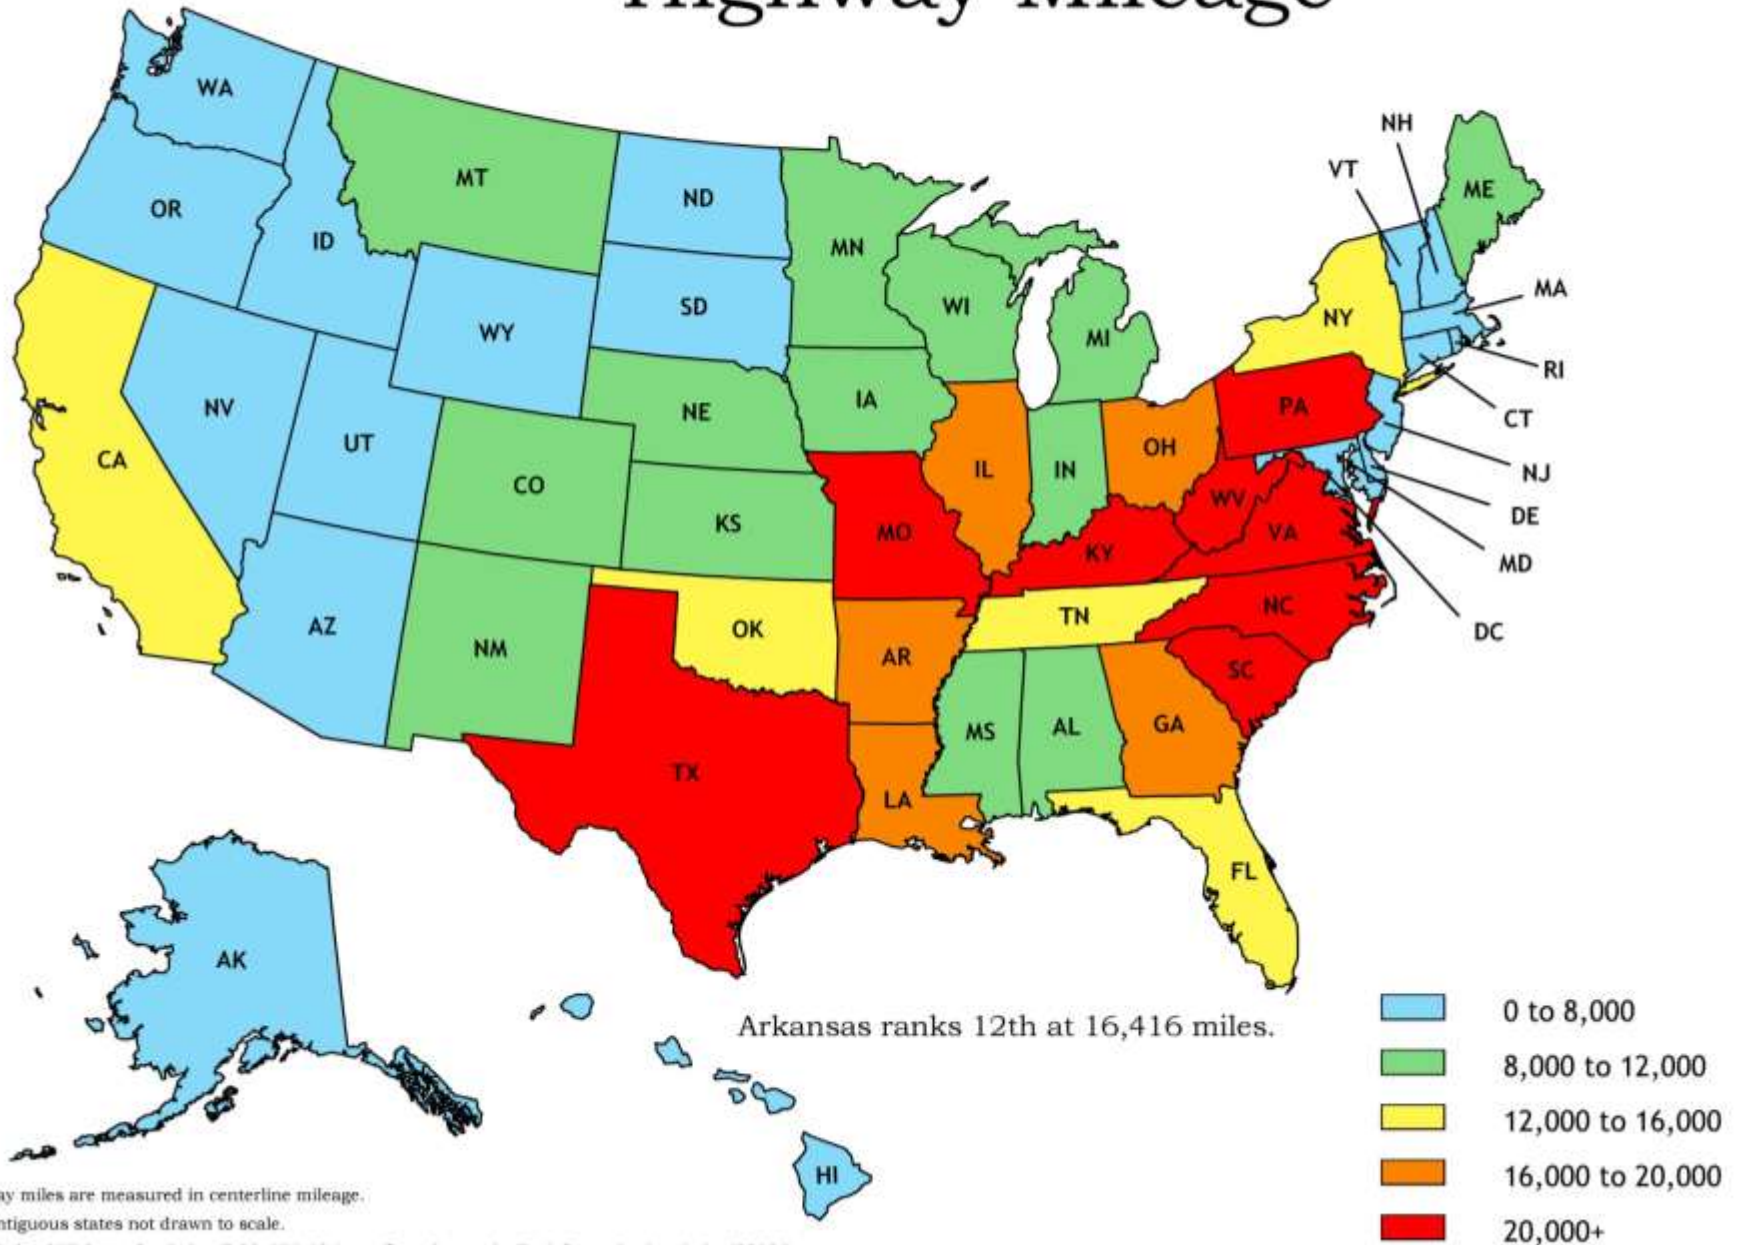 Highway Mileage
WA
MT
ND
OR
ID
MN
SD
WY
WI
MI
NH
VT
ME
MA
NY
RI
CT
NJ
DE
MD
DC
NV
UT
CA
CO
NE
IA
KS
MO
IL
IN
OH
PA
WV
VA
KY
NC
TN
SC
AZ
NM
OK
AR
TX
LA
MS
AL
GA
FL
AK
HI
Arkansas ranks 12th at 16,416 miles.
0 to 8,000
8,000 to 12,000
12,000 to 16,000
16,000 to 20,000
20,000+
miles are measured in centerline mileage.
states not drawn to scale.